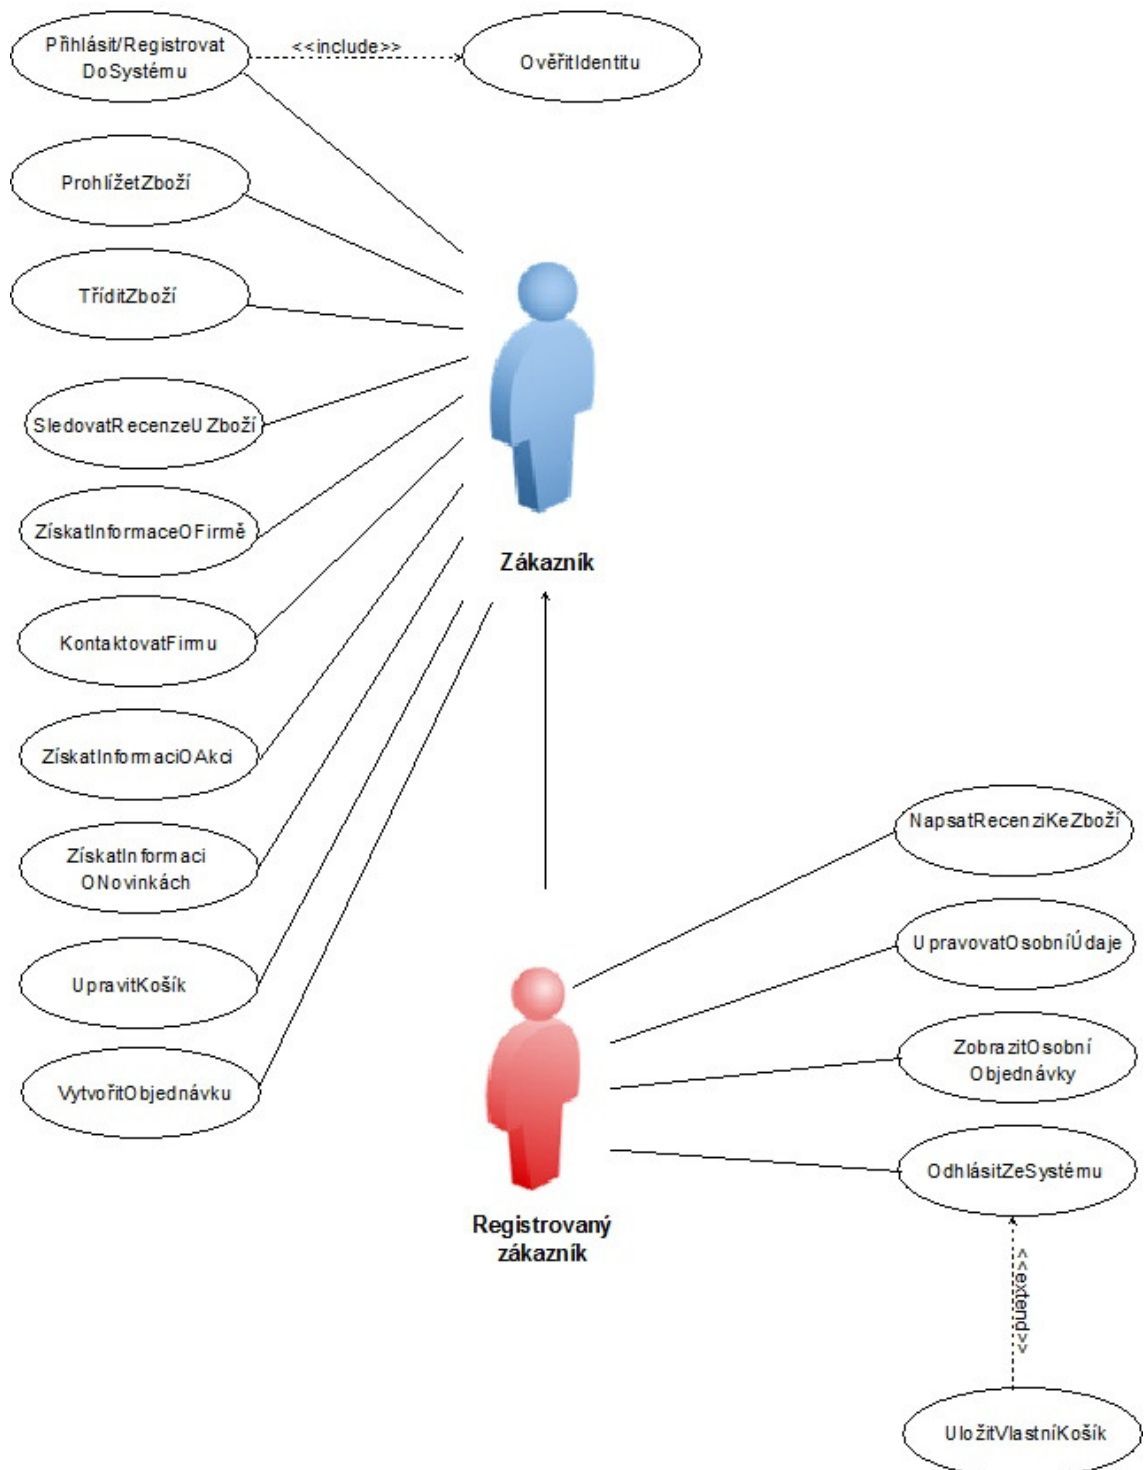 Přihlásit/Registrovat
DoSystému
<<include>>
OvěřitIdentitu
ProhlížetZboží
TříditZboží
SledovatRecenzeUZboží
ZískatInformaceOFirmě
Zákazník
KontaktovatFirmu
ZískatInformaciOAkci
NapsatRecenziKeZboží
ZískatInformaci
ONovinkách
UpravovatOsobníÚdaje
UpravitKošík
ZobrazitOsobní
Objednávky
VytvořitObjednávku
OdhlásitZeSystému
Registrovaný
zákazník
<<extend>>
UložitVlastníKošík